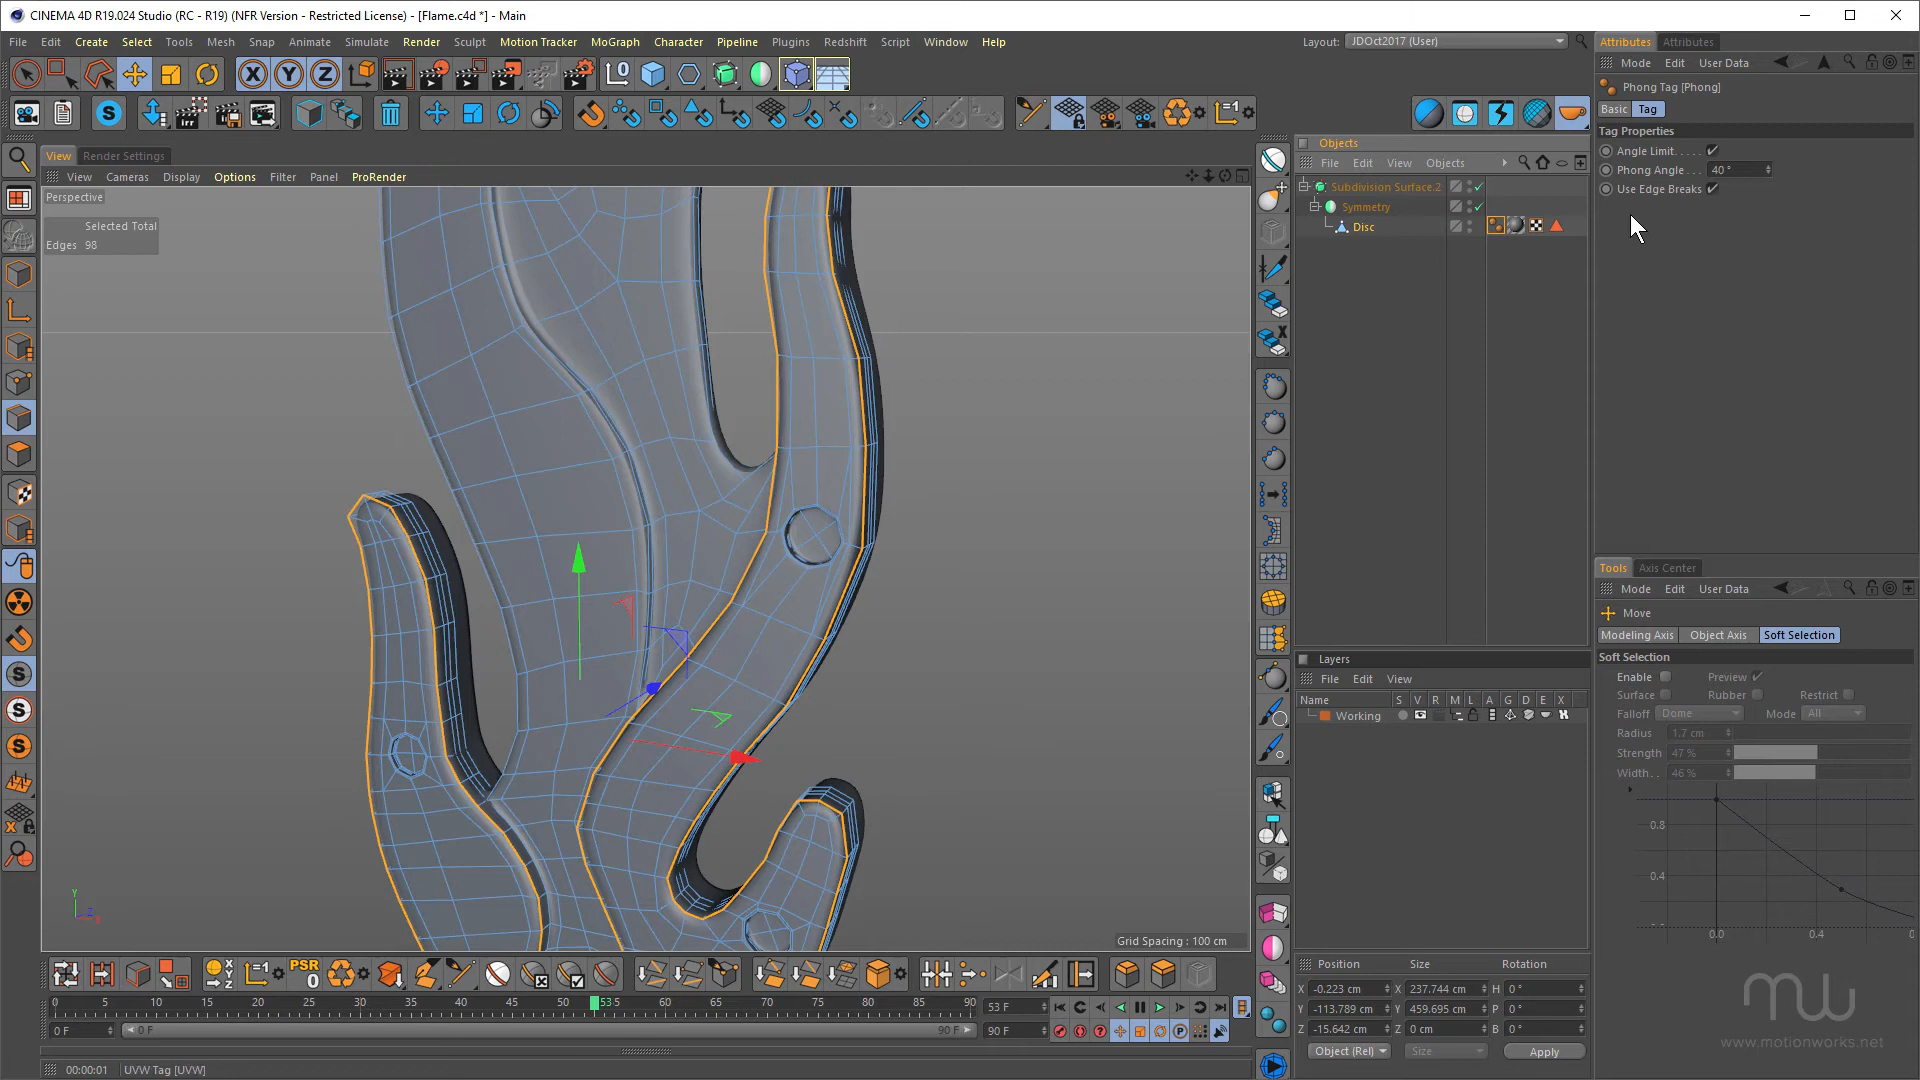 CINEMA 4D R19.024 Studio (RC - R19) (NFR Version - Restricted License) - [Flame.c4d *] - Main
File Edit Create Select Tools Mesh Snap Animate Simulate Render Sculpt Motion Tracker MoGraph Character Pipeline Plugins Redshift Script Window Help
Layout: JDOct2017 (User)
Attributes Attributes
Mode Edit User Data
Phong Tag [Phong]
Basic Tag
Tag Properties
Angle Limit. . . . .
Phong Angle . . . 40 °
Use Edge Breaks
View Render Settings
View Cameras Display Options Filter Panel ProRender
Perspective
Selected Total
Edges 98
Grid Spacing : 100 cm
Y
Z
X
X Y Z
PSR
0
Objects
File Edit View Objects
Subdivision Surface.2
Symmetry
Disc
Layers
File Edit View
Name S V R M L A G D E X
Working
Tools Axis Center
Mode Edit User Data
Move
Modeling Axis Object Axis Soft Selection
Soft Selection
Enable Preview
Surface Rubber Restrict
Falloff Dome Mode All
Radius 1.7 cm
Strength 47 %
Width. . 46 %
0.8
0.4
0.0 0.4
Position Size Rotation
X -0.223 cm X 237.744 cm H 0 °
Y -113.789 cm Y 459.695 cm P 0 °
Z -15.642 cm Z 0 cm B 0 °
Object (Rel) Size Apply
0 5 10 15 20 25 30 35 40 45 50 53.5 60 65 70 75 80 85 90
53 F
0 F 0 F 90 F 90 F
00:00:01 UVW Tag [UVW]
mw
www.motionworks.net